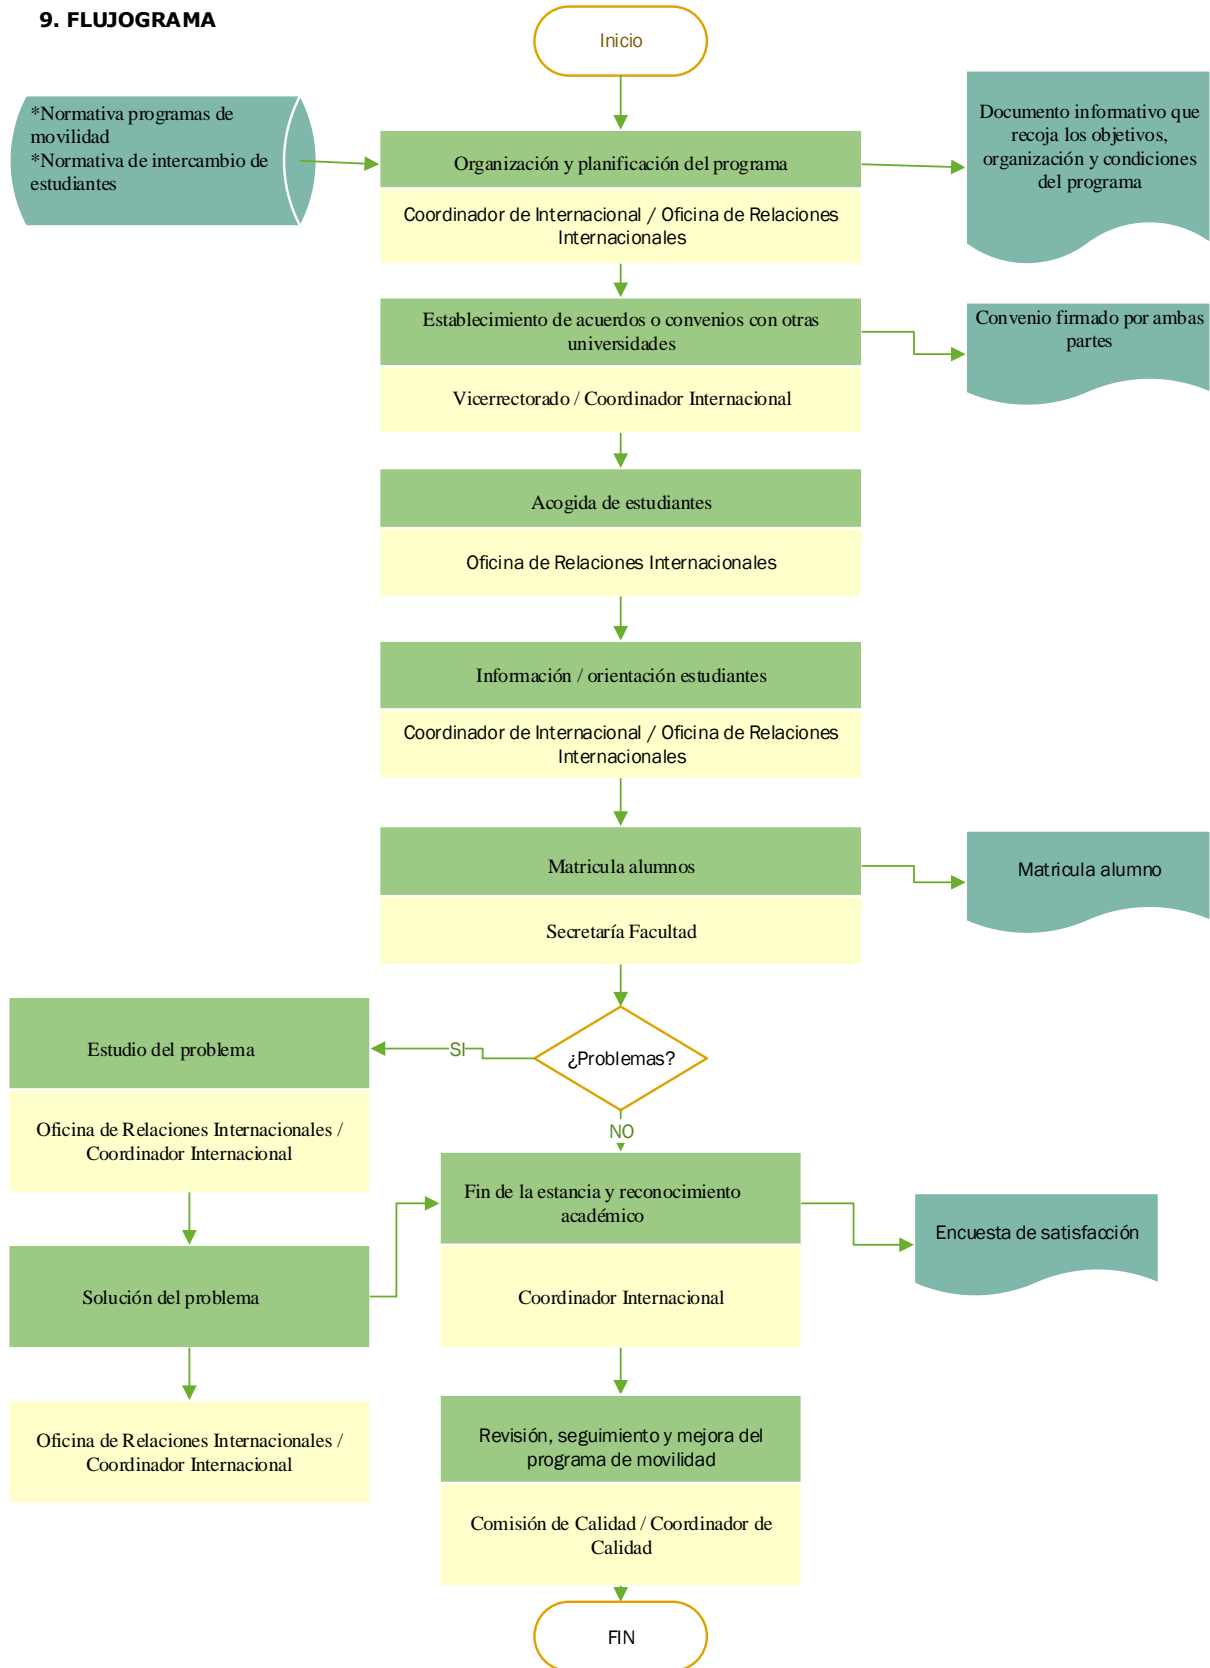 9. FLUJOGRAMA
Inicio
*Normativa programas de
movilidad
*Normativa de intercambio de
estudiantes
Organización y planificación del programa
Coordinador de Internacional / Oficina de Relaciones
Internacionales
Documento informativo que
recoja los objetivos,
organización y condiciones
del programa
Establecimiento de acuerdos o convenios con otras
universidades
Vicerrectorado / Coordinador Internacional
Convenio firmado por ambas
partes
Acogida de estudiantes
Oficina de Relaciones Internacionales
Información / orientación estudiantes
Coordinador de Internacional / Oficina de Relaciones
Internacionales
Matricula alumnos
Secretaría Facultad
Matricula alumno
¿Problemas?
SI
NO
Estudio del problema
Oficina de Relaciones Internacionales /
Coordinador Internacional
Solución del problema
Oficina de Relaciones Internacionales /
Coordinador Internacional
Fin de la estancia y reconocimiento
académico
Coordinador Internacional
Encuesta de satisfacción
Revisión, seguimiento y mejora del
programa de movilidad
Comisión de Calidad / Coordinador de
Calidad
FIN